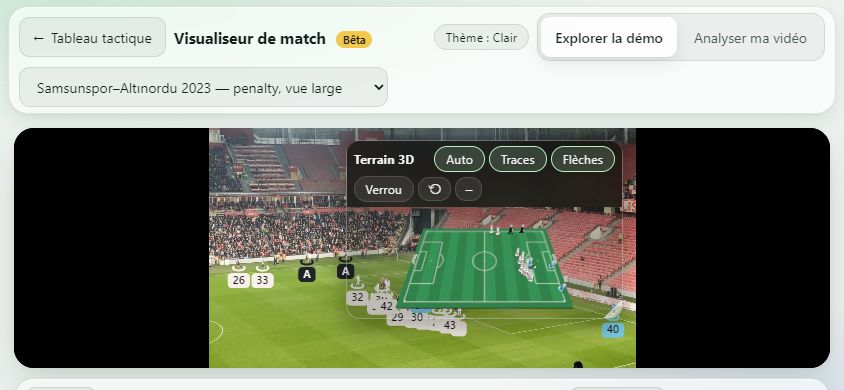 ← Tableau tactique Visualiseur de match Bêta Thème : Clair Explorer la démo Analyser ma vidéo
Samsunspor–Altınordu 2023 — penalty, vue large
Terrain 3D Auto Traces Flèches
Verrou
A A
26 33
32
42
29 30
43
40